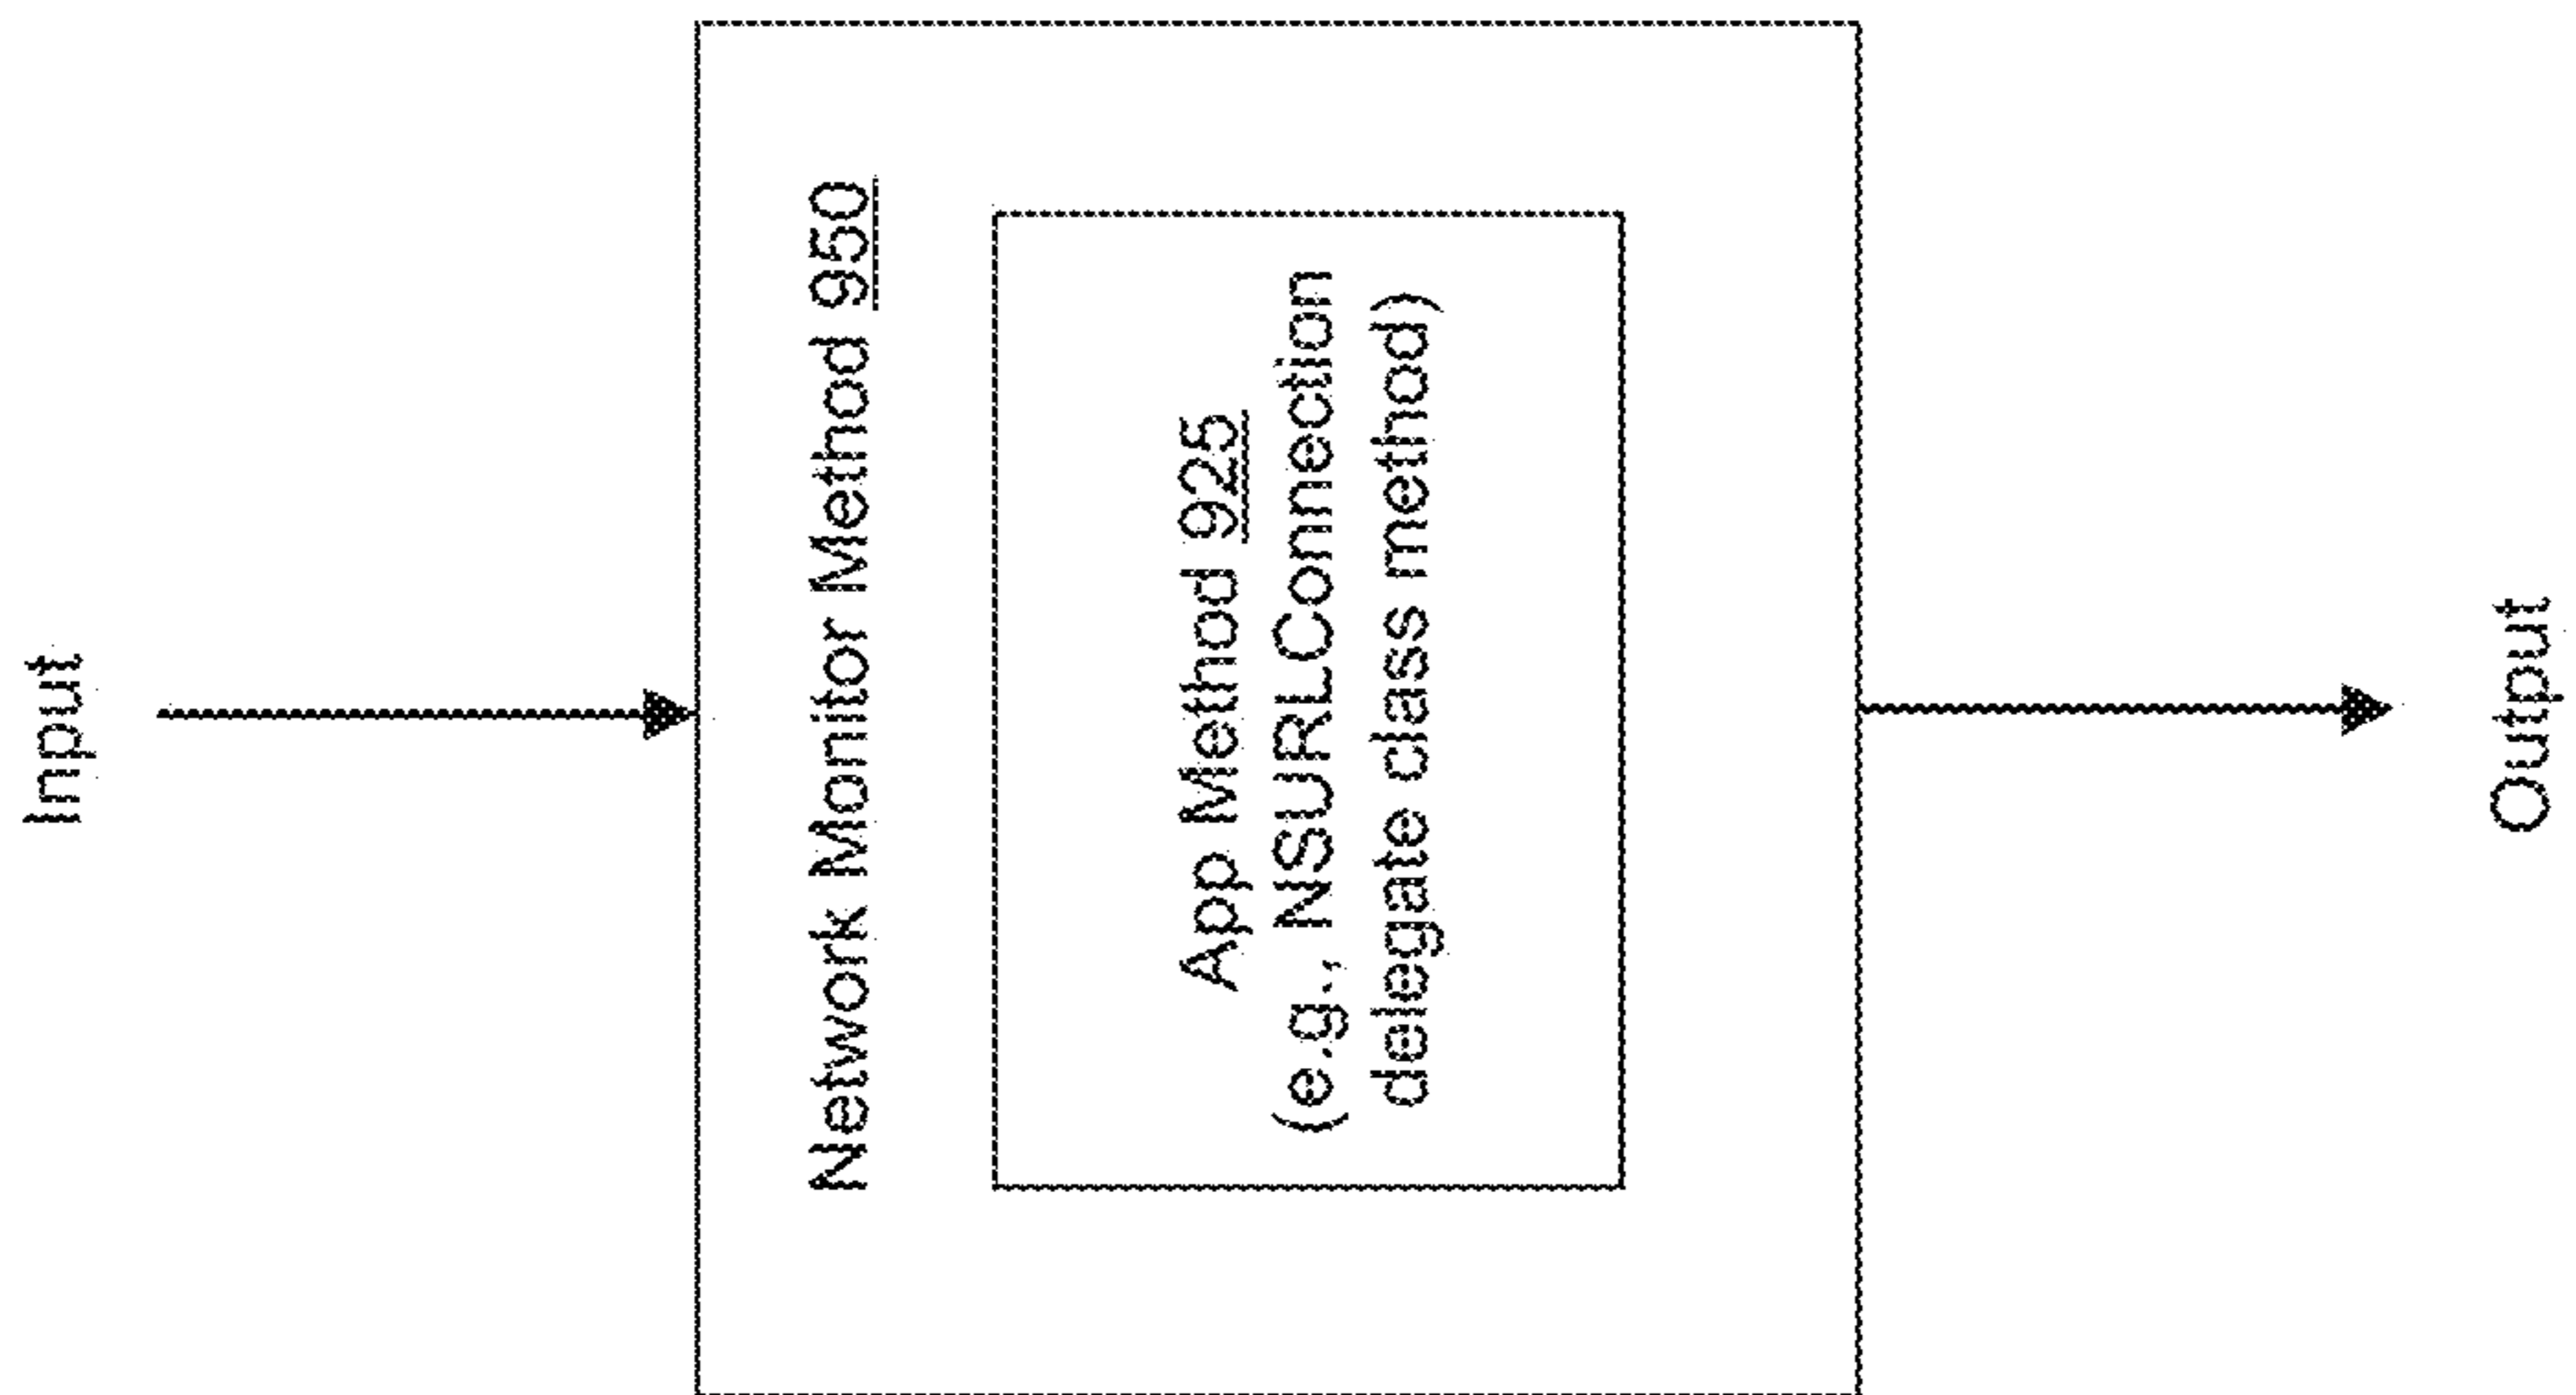 Input
Network Monitor Method 950
App Method 925
(e.g., NSURLConnection
delegate class method)
Output